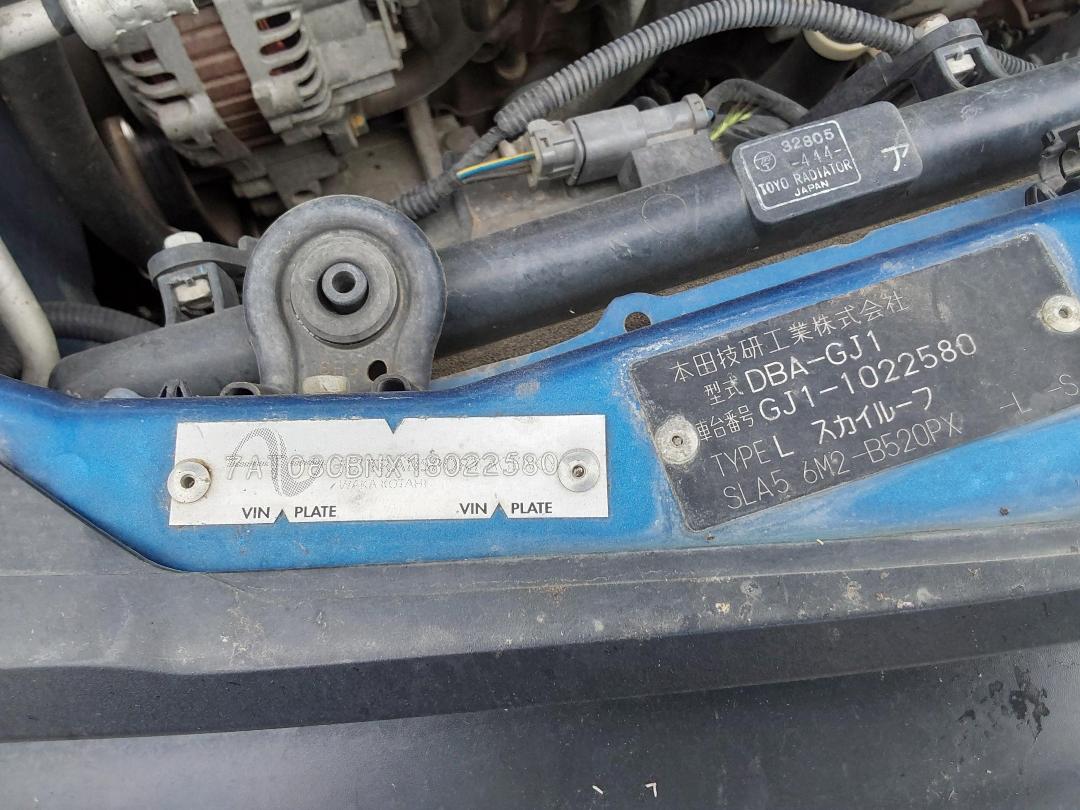 32805
-444-
TOYO RADIATOR
JAPAN
ア
本田技研工業株式会社
型式 DBA-GJ1
車台番号 GJ1-1022580
TYPE L スカイルーフ -L -S
SLA5 6M2-B520PX
WAKA KOTAHI
VIN PLATE VIN PLATE